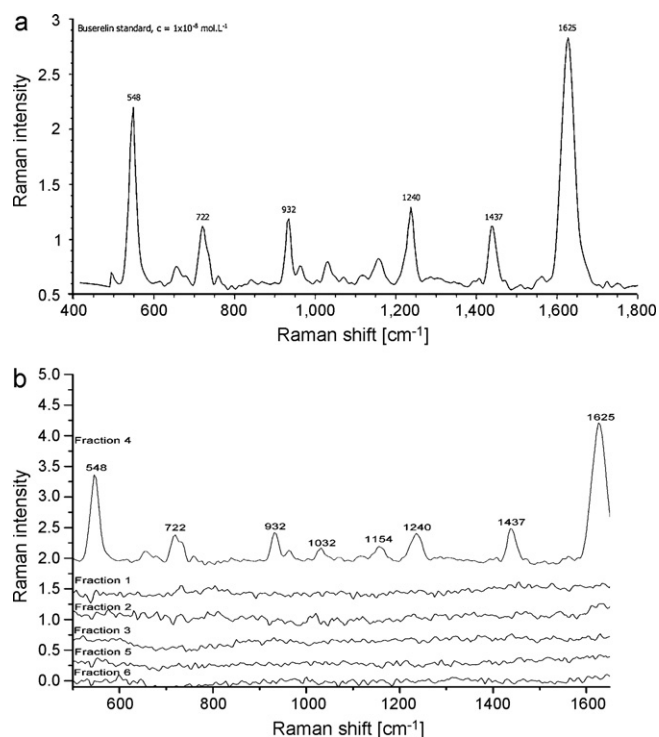 a
Buserelin standard, c = 1x10⁻⁸ mol.L⁻¹
3
2.5
2
1.5
1
0.5
Raman intensity
548
722
932
1240
1437
1625
400 600 800 1,000 1,200 1,400 1,600 1,800
Raman shift [cm⁻¹]
b
5.0
4.5
4.0
3.5
3.0
2.5
2.0
1.5
1.0
0.5
0.0
Raman intensity
Fraction 4
548
722
932
1032
1154
1240
1437
1625
Fraction 1
Fraction 2
Fraction 3
Fraction 5
Fraction 6
600 800 1000 1200 1400 1600
Raman shift [cm⁻¹]